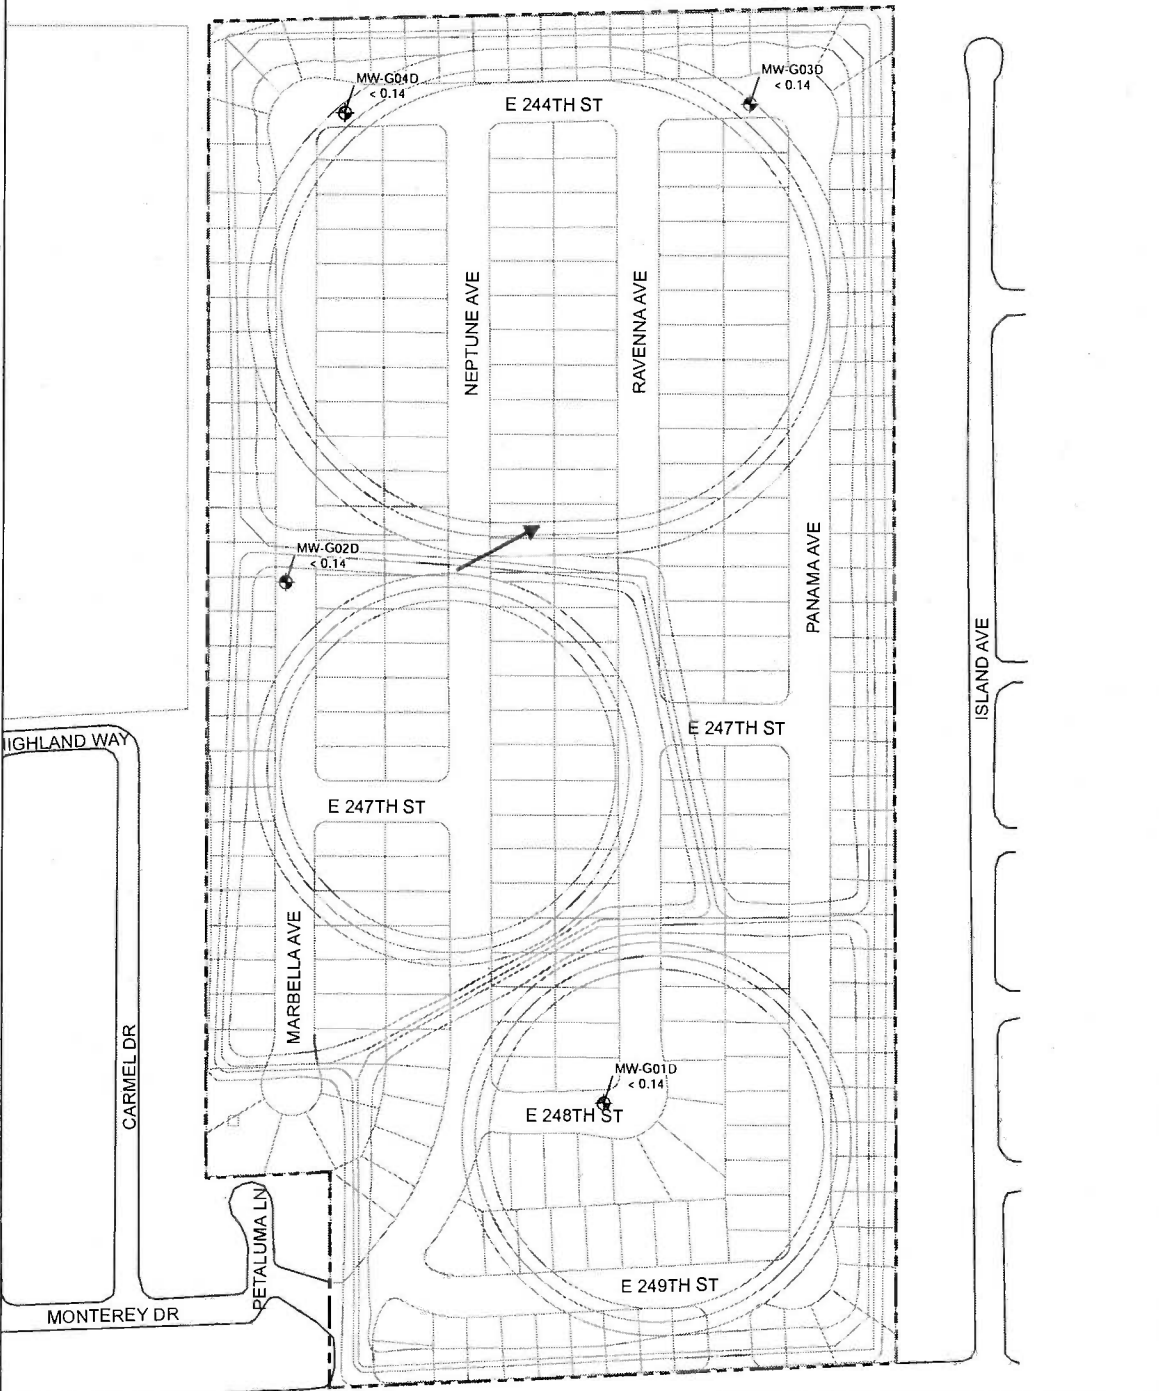 MW-G04D
< 0.14
MW-G03D
< 0.14
E 244TH ST
NEPTUNE AVE
RAVENNA AVE
MW-G02D
< 0.14
PANAMA AVE
ISLAND AVE
E 247TH ST
HIGHLAND WAY
E 247TH ST
MARBELLA AVE
CARMEL DR
MW-G01D
< 0.14
E 248TH ST
PETALUMA LN
E 249TH ST
MONTEREY DR